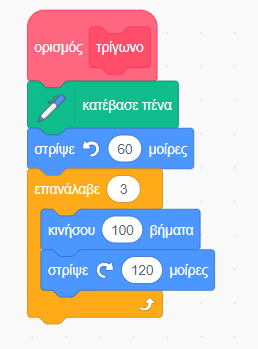 ορισμός τρίγωνο
κατέβασε πένα
στρίψε 60 μοίρες
επανάλαβε 3
κινήσου 100 βήματα
στρίψε 120 μοίρες